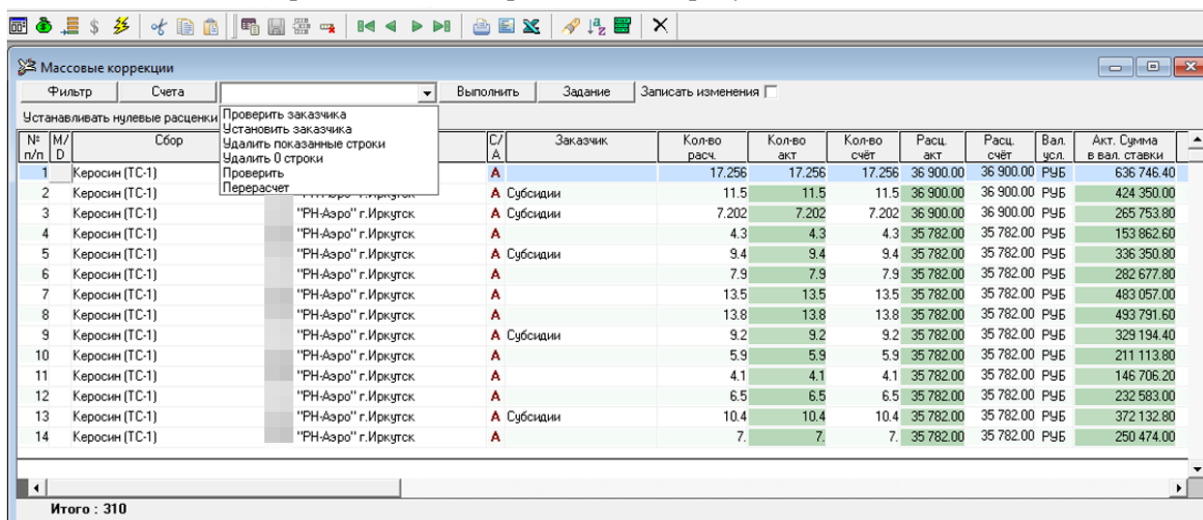 Массовые коррекции
Фильтр Счета Выполнить Задание Записать изменения
Устанавливать нулевые расценки
Проверить заказчика
Установить заказчика
Удалить показанные строки
Удалить 0 строки
Проверить
Перерасчет
№ п/п М/D Сбор С/А Заказчик Кол-во расч. Кол-во акт Кол-во счёт Расц. акт Расц. счёт Вал. усл. Акт. Сумма в вал. ставки
1 Керосин (ТС-1) А 17.256 17.256 17.256 36 900.00 36 900.00 РУБ 636 746.40
2 Керосин (ТС-1) "РН-Аэро" г.Иркутск А Субсидии 11.5 11.5 11.5 36 900.00 36 900.00 РУБ 424 350.00
3 Керосин (ТС-1) "РН-Аэро" г.Иркутск А Субсидии 7.202 7.202 7.202 36 900.00 36 900.00 РУБ 265 753.80
4 Керосин (ТС-1) "РН-Аэро" г.Иркутск А 4.3 4.3 4.3 35 782.00 35 782.00 РУБ 153 862.60
5 Керосин (ТС-1) "РН-Аэро" г.Иркутск А Субсидии 9.4 9.4 9.4 35 782.00 35 782.00 РУБ 336 350.80
6 Керосин (ТС-1) "РН-Аэро" г.Иркутск А 7.9 7.9 7.9 35 782.00 35 782.00 РУБ 282 677.80
7 Керосин (ТС-1) "РН-Аэро" г.Иркутск А 13.5 13.5 13.5 35 782.00 35 782.00 РУБ 483 057.00
8 Керосин (ТС-1) "РН-Аэро" г.Иркутск А 13.8 13.8 13.8 35 782.00 35 782.00 РУБ 493 791.60
9 Керосин (ТС-1) "РН-Аэро" г.Иркутск А Субсидии 9.2 9.2 9.2 35 782.00 35 782.00 РУБ 329 194.40
10 Керосин (ТС-1) "РН-Аэро" г.Иркутск А 5.9 5.9 5.9 35 782.00 35 782.00 РУБ 211 113.80
11 Керосин (ТС-1) "РН-Аэро" г.Иркутск А 4.1 4.1 4.1 35 782.00 35 782.00 РУБ 146 706.20
12 Керосин (ТС-1) "РН-Аэро" г.Иркутск А 6.5 6.5 6.5 35 782.00 35 782.00 РУБ 232 583.00
13 Керосин (ТС-1) "РН-Аэро" г.Иркутск А Субсидии 10.4 10.4 10.4 35 782.00 35 782.00 РУБ 372 132.80
14 Керосин (ТС-1) "РН-Аэро" г.Иркутск А 7. 7. 7. 35 782.00 35 782.00 РУБ 250 474.00
Итого : 310